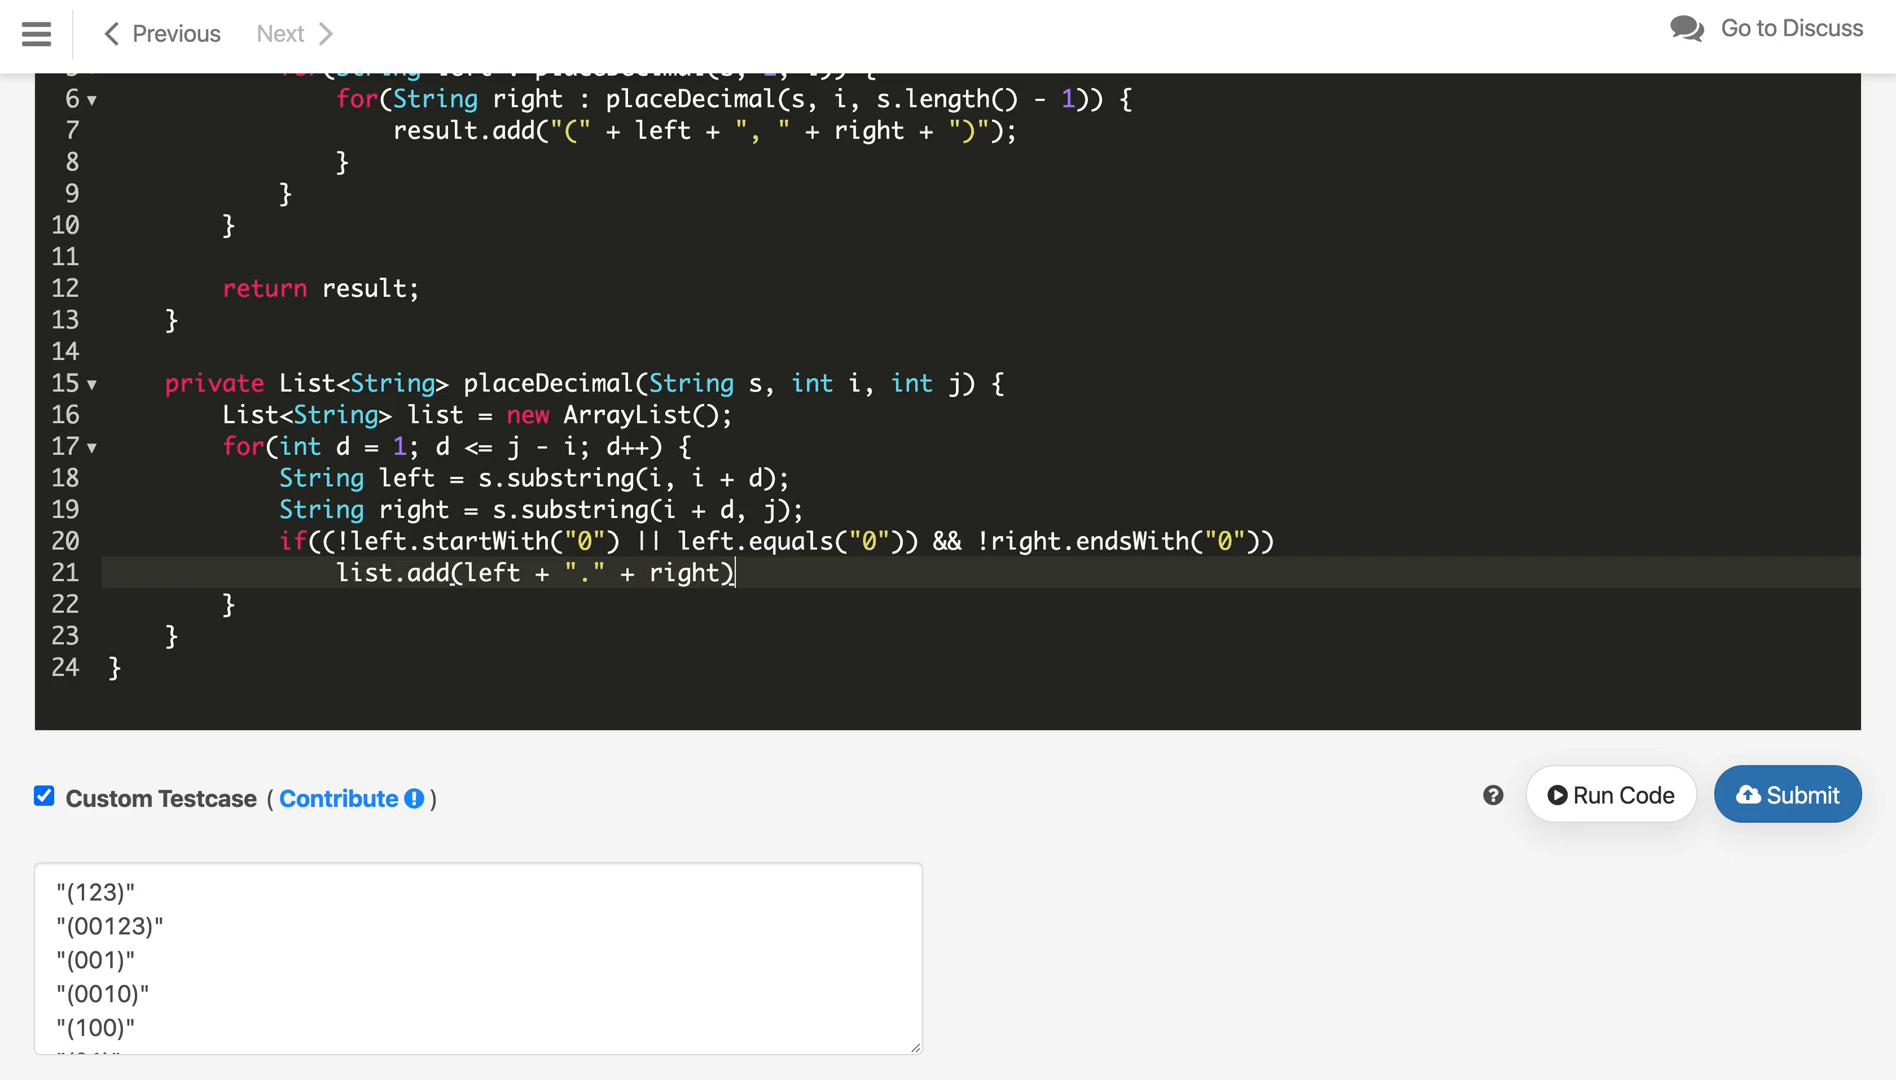 Previous Next Go to Discuss
6 for(String right : placeDecimal(s, i, s.length() - 1)) {
7 result.add("(" + left + ", " + right + ")");
8 }
9 }
10 }
11
12 return result;
13 }
14
15 private List<String> placeDecimal(String s, int i, int j) {
16 List<String> list = new ArrayList();
17 for(int d = 1; d <= j - i; d++) {
18 String left = s.substring(i, i + d);
19 String right = s.substring(i + d, j);
20 if((!left.startWith("0") || left.equals("0")) && !right.endsWith("0"))
21 list.add(left + "." + right)
22 }
23 }
24 }
Custom Testcase ( Contribute ) Run Code Submit
"(123)"
"(00123)"
"(001)"
"(0010)"
"(100)"